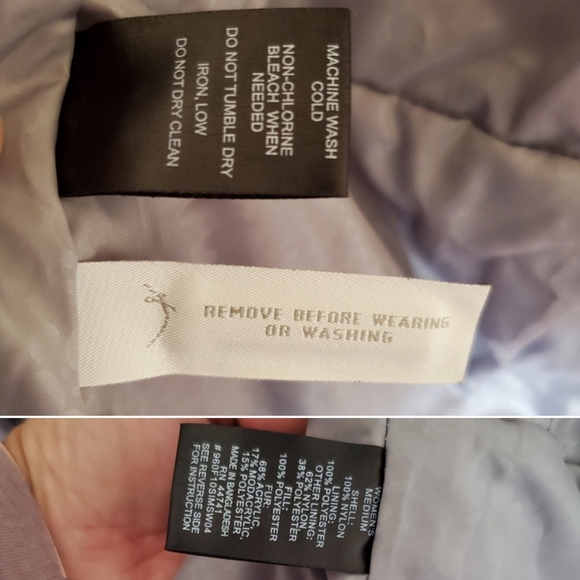 MACHINE WASH
COLD
NON-CHLORINE
BLEACH WHEN
NEEDED
DO NOT TUMBLE DRY
IRON, LOW
DO NOT DRY CLEAN
REMOVE BEFORE WEARING
OR WASHING
WOMEN'S
MEDIUM
SHELL:
100% NYLON
LINING:
100% POLYESTER
OTHER LINING:
62% NYLON
38% POLYESTER
FILL:
100% POLYESTER
FUR:
68% ACRYLIC,
17% MODACRYLIC,
15% POLYESTER
MADE IN BANGLADESH
RN 44741
SEE REVERSE SIDE
FOR INSTRUCTION